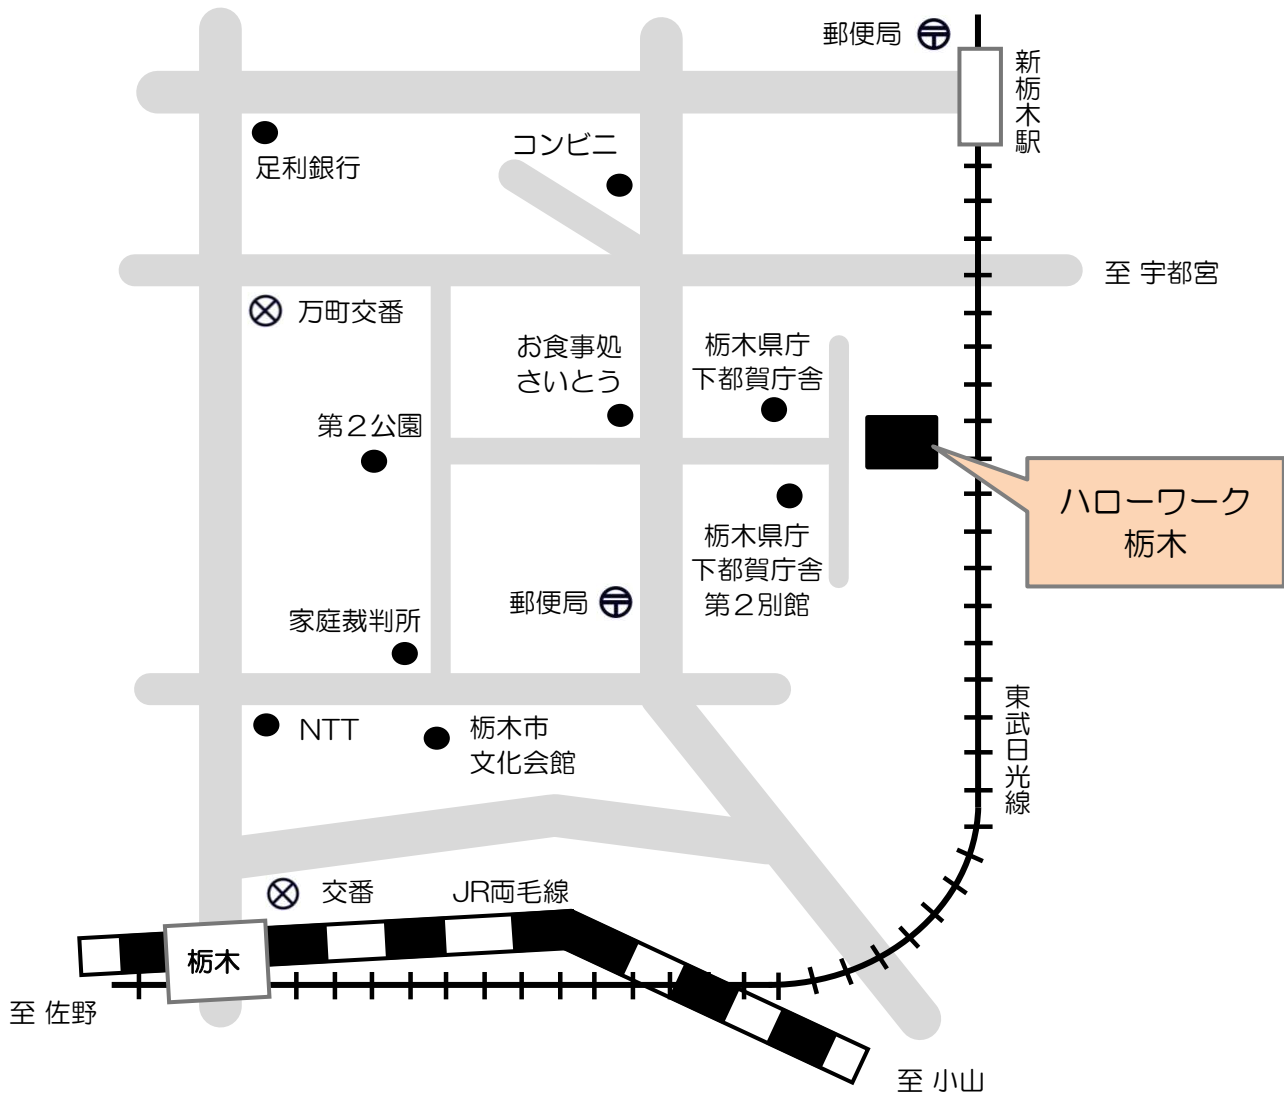 郵便局
新栃木駅
足利銀行
コンビニ
至 宇都宮
万町交番
お食事処
さいとう
栃木県庁
下都賀庁舎
第２公園
ハローワーク
栃木
栃木県庁
下都賀庁舎
第２別館
郵便局
家庭裁判所
NTT
栃木市
文化会館
東武日光線
交番
JR両毛線
栃木
至 佐野
至 小山